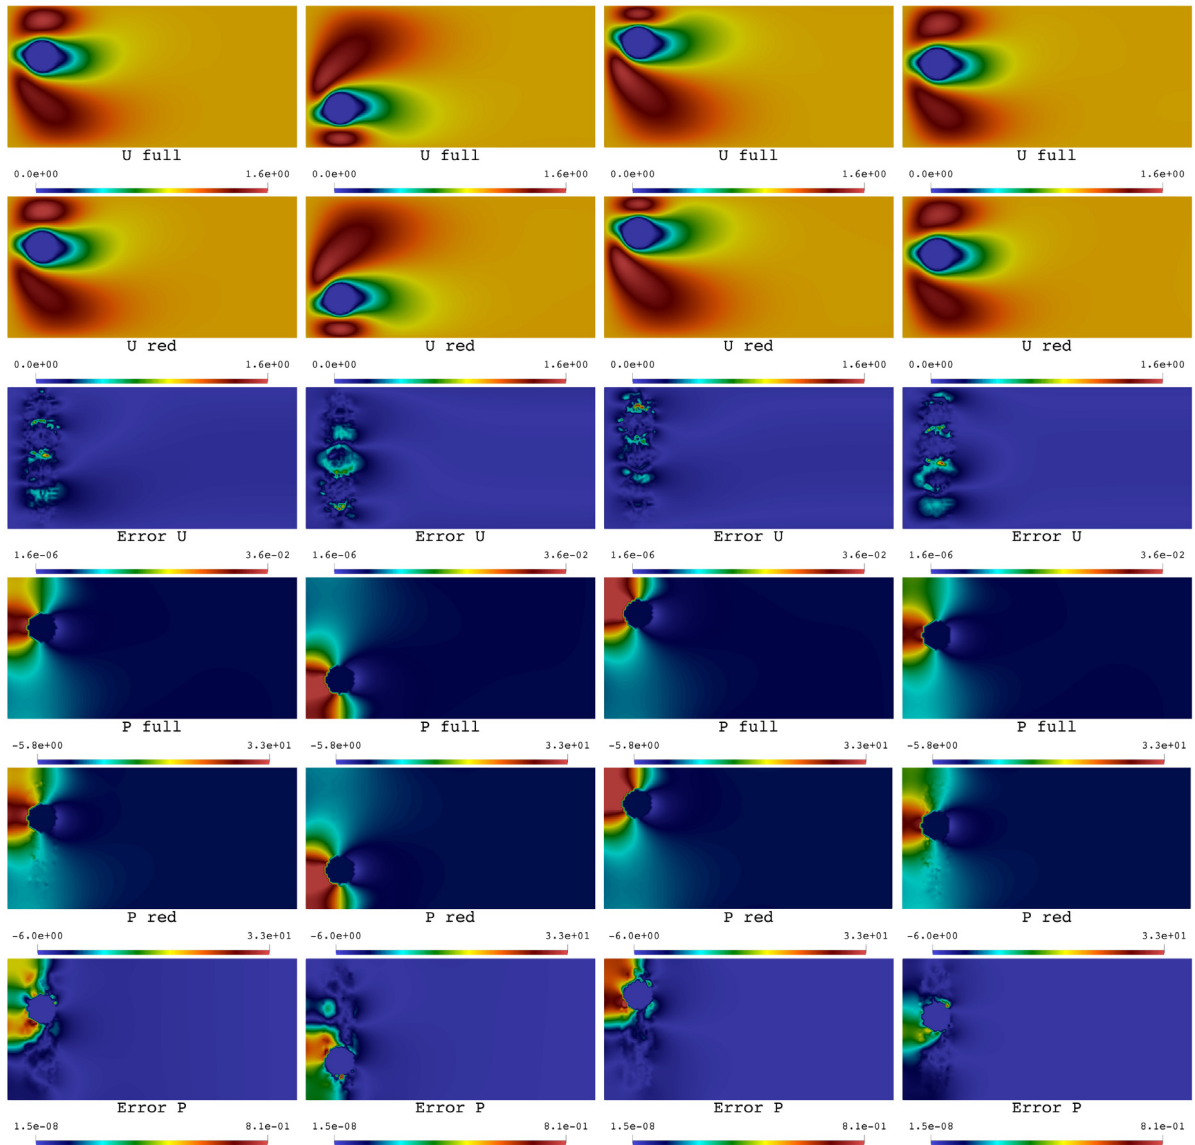 U full U full U full U full
0.0e+00 1.6e+00 0.0e+00 1.6e+00 0.0e+00 1.6e+00 0.0e+00 1.6e+00
U red U red U red U red
0.0e+00 1.6e+00 0.0e+00 1.6e+00 0.0e+00 1.6e+00 0.0e+00 1.6e+00
Error U Error U Error U Error U
1.6e-06 3.6e-02 1.6e-06 3.6e-02 1.6e-06 3.6e-02 1.6e-06 3.6e-02
P full P full P full P full
-5.8e+00 3.3e+01 -5.8e+00 3.3e+01 -5.8e+00 3.3e+01 -5.8e+00 3.3e+01
P red P red P red P red
-6.0e+00 3.3e+01 -6.0e+00 3.3e+01 -6.0e+00 3.3e+01 -6.0e+00 3.3e+01
Error P Error P Error P Error P
1.5e-08 8.1e-01 1.5e-08 8.1e-01 1.5e-08 8.1e-01 1.5e-08 8.1e-01